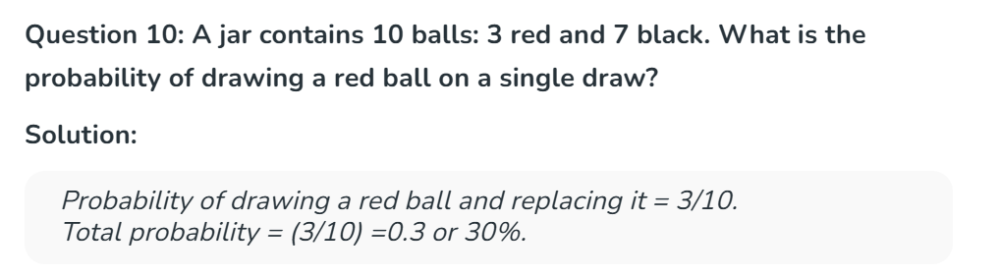 Question 10: A jar contains 10 balls: 3 red and 7 black. What is the
probability of drawing a red ball on a single draw?
Solution:
Probability of drawing a red ball and replacing it = 3/10.
Total probability = (3/10) =0.3 or 30%.